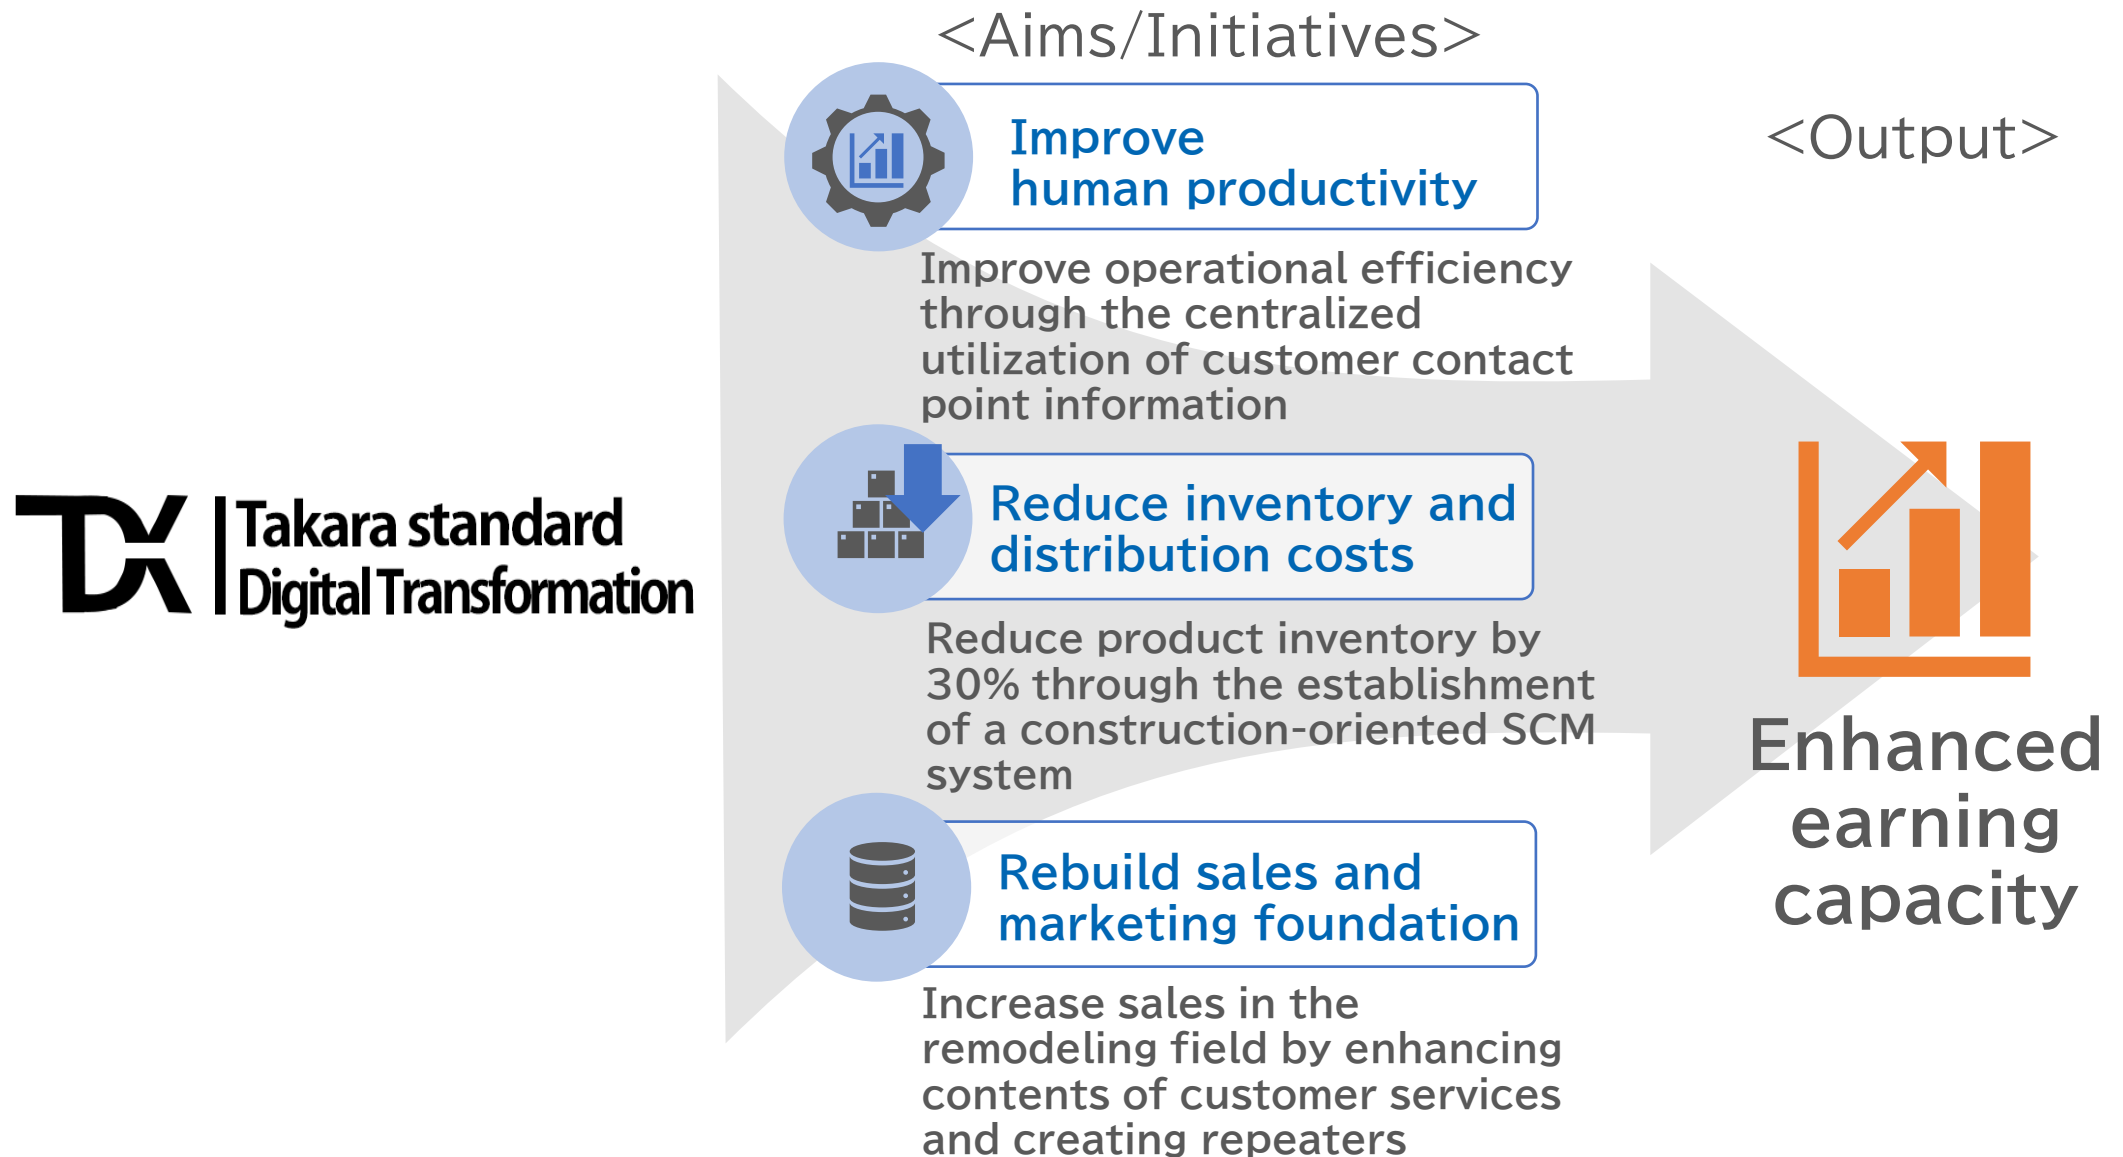 <Aims/Initiatives>
<Output>
TDX
Takara standard
Digital Transformation
Improve
human productivity
Improve operational efficiency
through the centralized
utilization of customer contact
point information
Reduce inventory and
distribution costs
Reduce product inventory by
30% through the establishment
of a construction-oriented SCM
system
Rebuild sales and
marketing foundation
Increase sales in the
remodeling field by enhancing
contents of customer services
and creating repeaters
Enhanced
earning
capacity